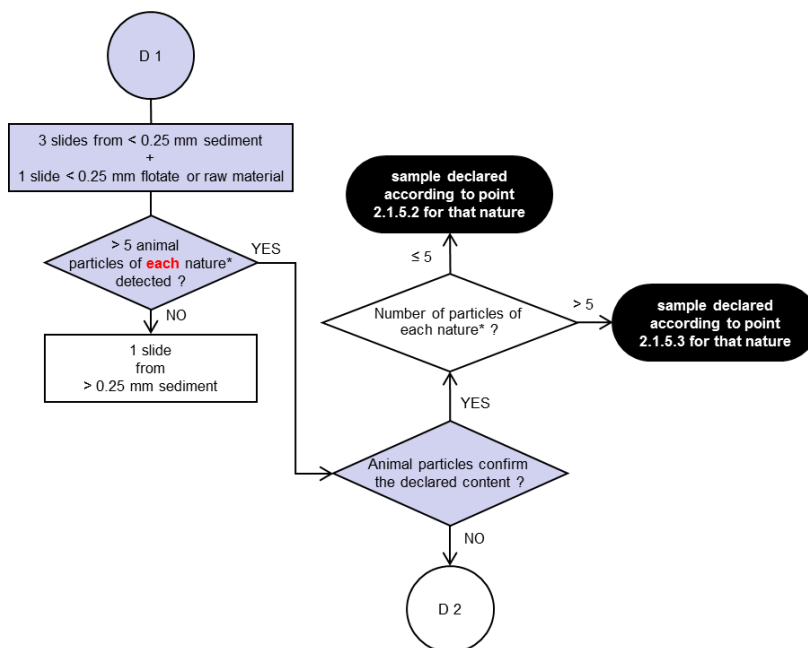 D 1
3 slides from < 0.25 mm sediment
+
1 slide < 0.25 mm flotate or raw material
> 5 animal
particles of each nature*
detected ?
YES
NO
1 slide
from
> 0.25 mm sediment
sample declared
according to point
2.1.5.2 for that nature
≤ 5
Number of particles of
each nature* ?
> 5
sample declared
according to point
2.1.5.3 for that nature
YES
Animal particles confirm
the declared content ?
NO
D 2